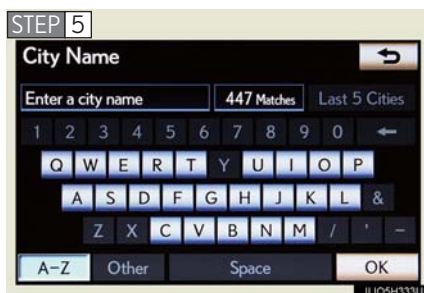 STEP 5
City Name
Enter a city name 447 Matches Last 5 Cities
1 2 3 4 5 6 7 8 9 0
Q W E R T Y U I O P
A S D F G H J K L &
Z X C V B N M / ' -
A-Z Other Space OK